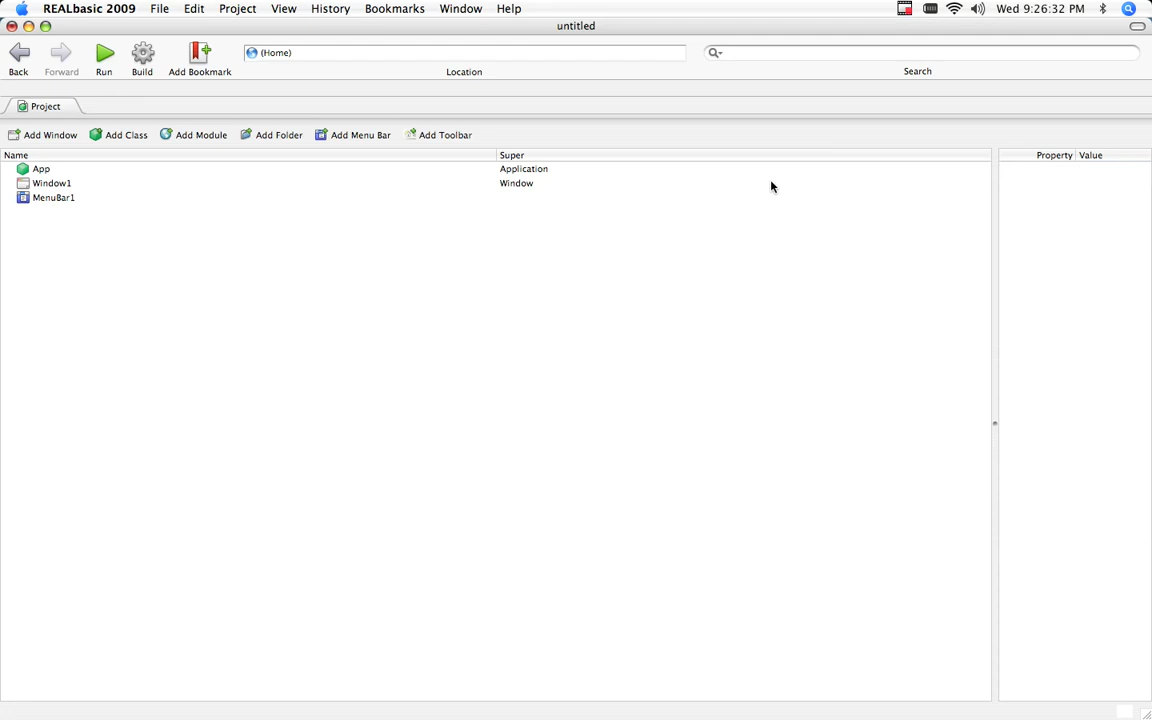 REALbasic 2009 File Edit Project View History Bookmarks Window Help Wed 9:26:32 PM
untitled
(Home)
Back Forward Run Build Add Bookmark Location Search
Project
Add Window Add Class Add Module Add Folder Add Menu Bar Add Toolbar
Name Super Property Value
App Application
Window1 Window
MenuBar1